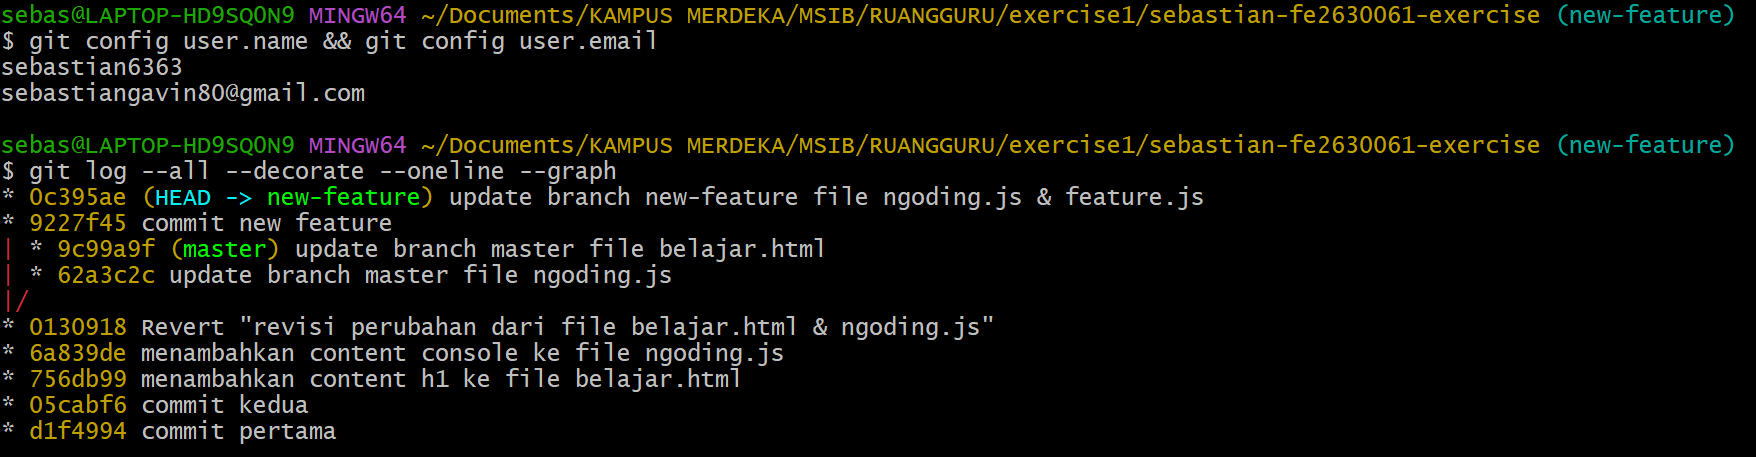 sebas@LAPTOP-HD9SQ0N9 MINGW64 ~/Documents/KAMPUS MERDEKA/MSIB/RUANGGURU/exercise1/sebastian-fe2630061-exercise (new-feature)
$ git config user.name && git config user.email
sebastian6363
sebastiangavin80@gmail.com

sebas@LAPTOP-HD9SQ0N9 MINGW64 ~/Documents/KAMPUS MERDEKA/MSIB/RUANGGURU/exercise1/sebastian-fe2630061-exercise (new-feature)
$ git log --all --decorate --oneline --graph
* 0c395ae (HEAD -> new-feature) update branch new-feature file ngoding.js & feature.js
* 9227f45 commit new feature
| * 9c99a9f (master) update branch master file belajar.html
| * 62a3c2c update branch master file ngoding.js
|/
* 0130918 Revert "revisi perubahan dari file belajar.html & ngoding.js"
* 6a839de menambahkan content console ke file ngoding.js
* 756db99 menambahkan content h1 ke file belajar.html
* 05cabf6 commit kedua
* d1f4994 commit pertama